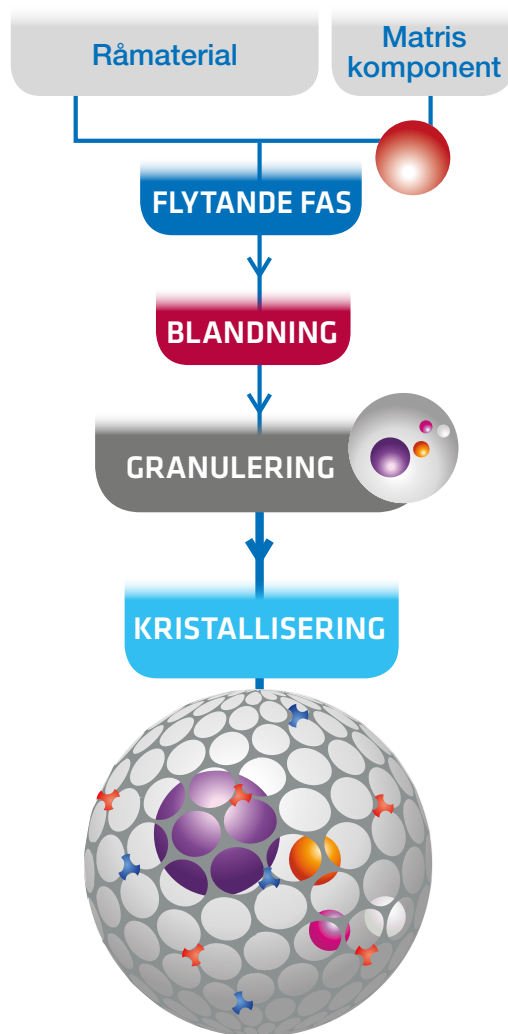 Råmaterial
Matris
komponent
FLYTANDE FAS
BLANDNING
GRANULERING
KRISTALLISERING